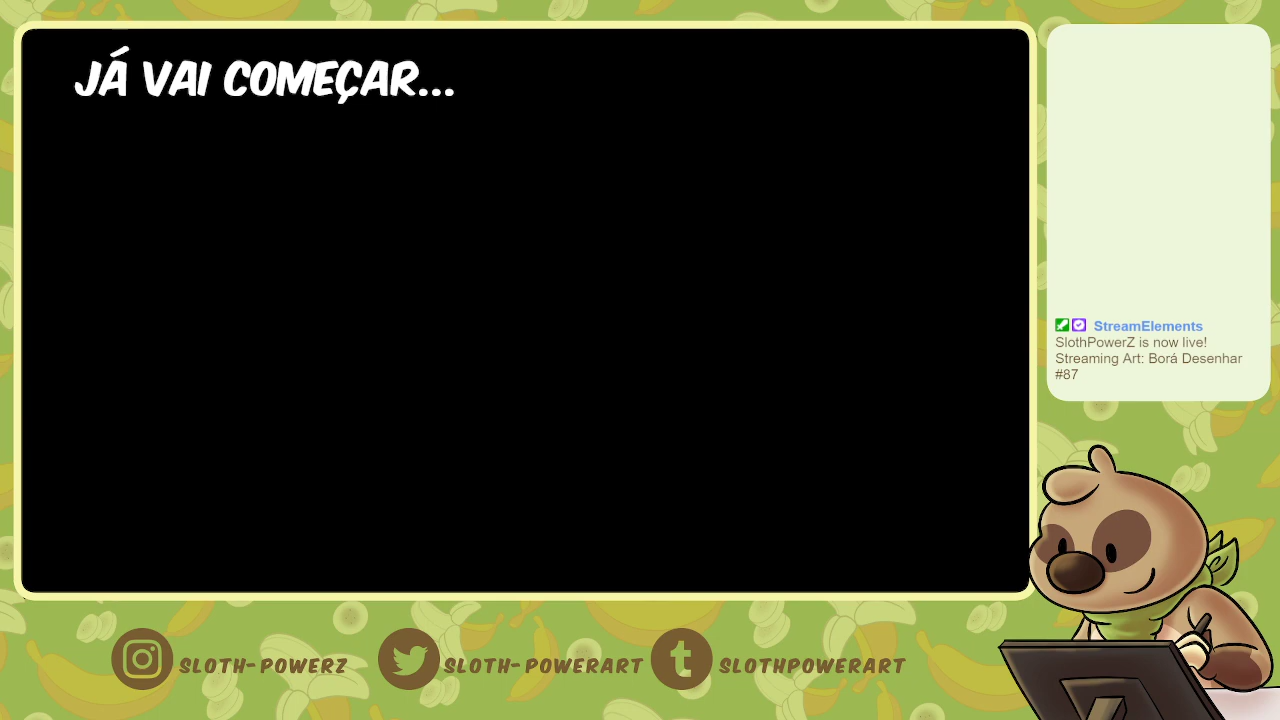 JÁ VAI COMEÇAR...
StreamElements
SlothPowerZ is now live!
Streaming Art: Borá Desenhar
#87
SLOTH-POWERZ
SLOTH-POWERART
SLOTHPOWERART